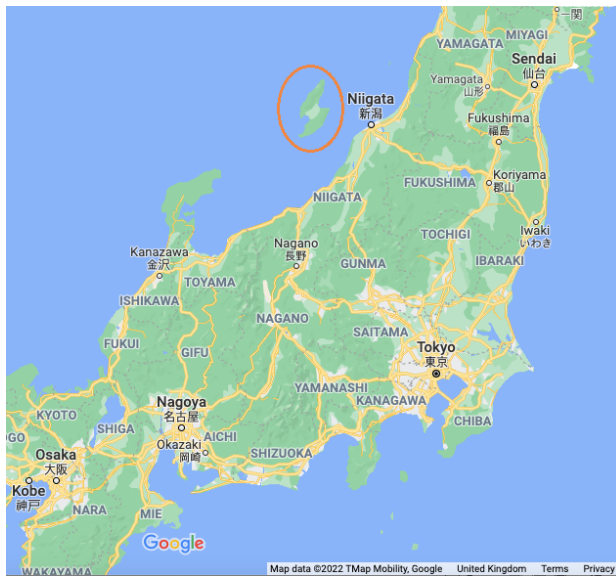 一関
MIYAGI
YAMAGATA
Sendai
仙台
Yamagata
山形
Niigata
新潟
Fukushima
福島
Koriyama
郡山
FUKUSHIMA
NIIGATA
Iwaki
いわき
TOCHIGI
Kanazawa
金沢
Nagano
長野
GUNMA
IBARAKI
TOYAMA
ISHIKAWA
NAGANO
SAITAMA
FUKUI
GIFU
Tokyo
東京
YAMANASHI
KANAGAWA
CHIBA
KYOTO
Nagoya
名古屋
SHIGA
AICHI
Okazaki
岡崎
SHIZUOKA
OGO
Osaka
大阪
Kobe
神戸
NARA
MIE
Google
WAKAYAMA
Map data ©2022 TMap Mobility, Google United Kingdom Terms Privacy